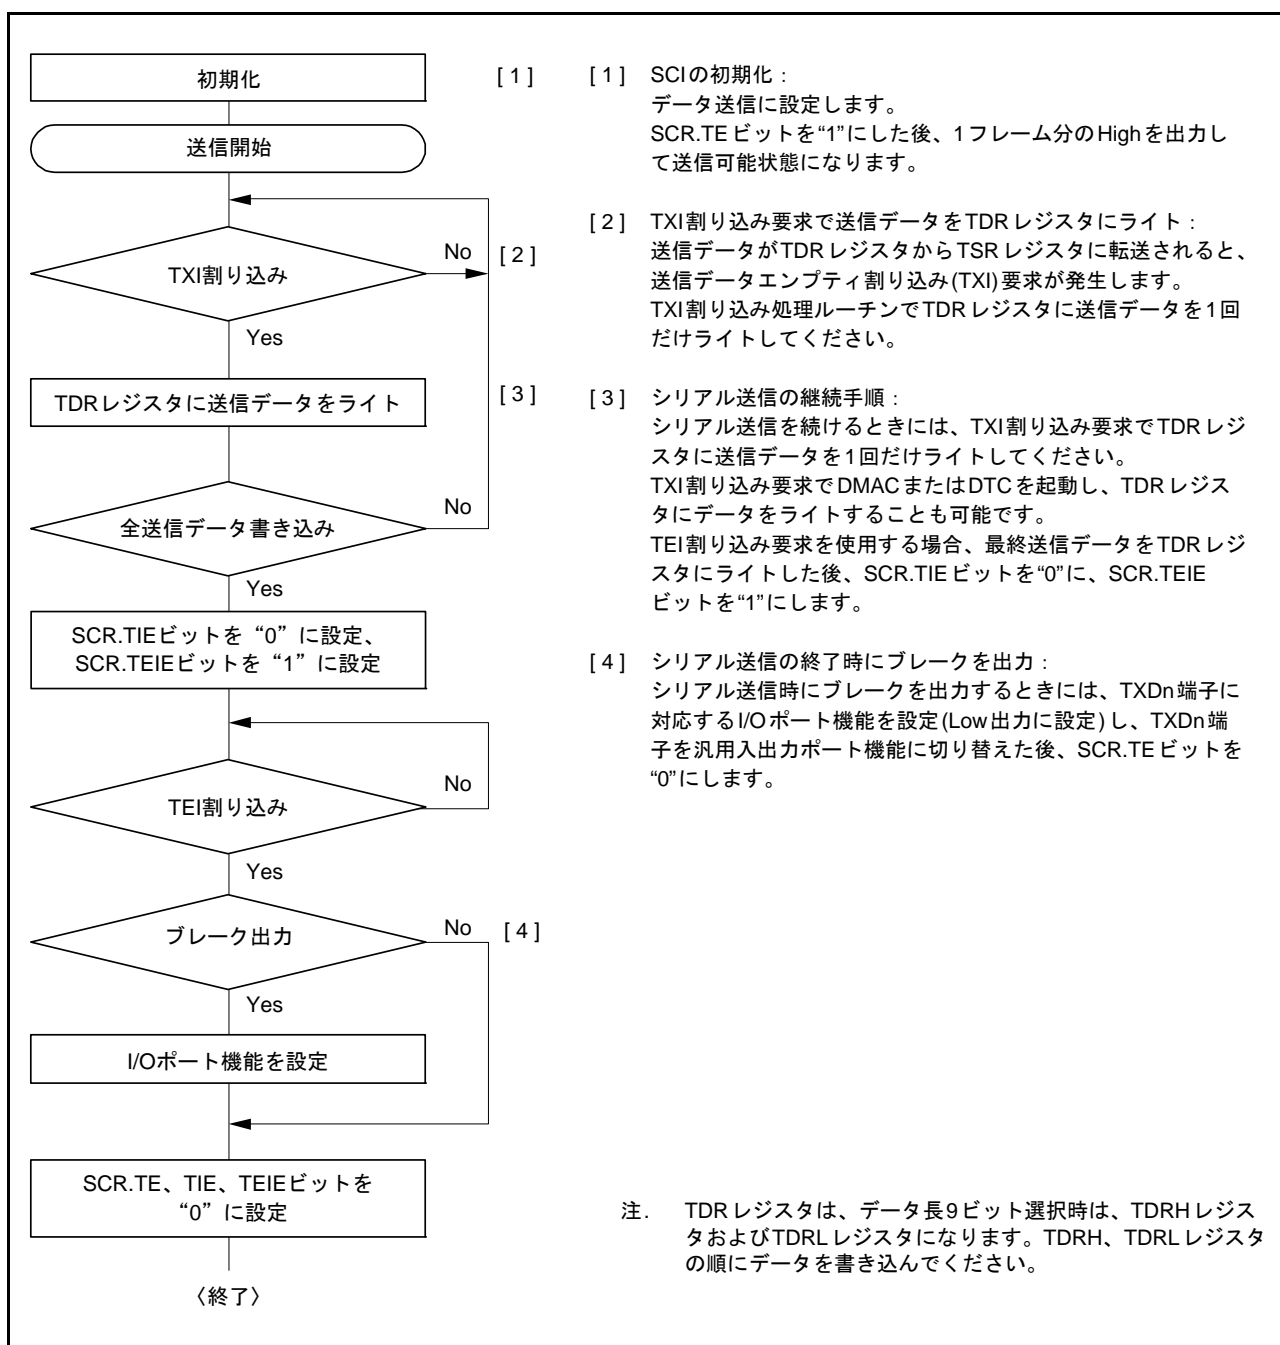 初期化
[1]
送信開始
TXI割り込み
No
[2]
Yes
TDRレジスタに送信データをライト
[3]
全送信データ書き込み
No
Yes
SCR.TIEビットを“0”に設定、
SCR.TEIEビットを“1”に設定
TEI割り込み
No
Yes
ブレーク出力
No
[4]
Yes
I/Oポート機能を設定
SCR.TE、TIE、TEIEビットを
“0”に設定
〈終了〉
[1] SCIの初期化：
データ送信に設定します。
SCR.TEビットを“1”にした後、1フレーム分のHighを出力し
て送信可能状態になります。
[2] TXI割り込み要求で送信データをTDRレジスタにライト：
送信データがTDRレジスタからTSRレジスタに転送されると、
送信データエンプティ割り込み(TXI)要求が発生します。
TXI割り込み処理ルーチンでTDRレジスタに送信データを1回
だけライトしてください。
[3] シリアル送信の継続手順：
シリアル送信を続けるときには、TXI割り込み要求でTDRレジ
スタに送信データを1回だけライトしてください。
TXI割り込み要求でDMACまたはDTCを起動し、TDRレジス
タにデータをライトすることも可能です。
TEI割り込み要求を使用する場合、最終送信データをTDRレジ
スタにライトした後、SCR.TIEビットを“0”に、SCR.TEIE
ビットを“1”にします。
[4] シリアル送信の終了時にブレークを出力：
シリアル送信時にブレークを出力するときには、TXDn端子に
対応するI/Oポート機能を設定(Low出力に設定)し、TXDn端
子を汎用入出力ポート機能に切り替えた後、SCR.TEビットを
“0”にします。
注. TDRレジスタは、データ長9ビット選択時は、TDRHレジス
タおよびTDRLレジスタになります。TDRH、TDRLレジスタ
の順にデータを書き込んでください。